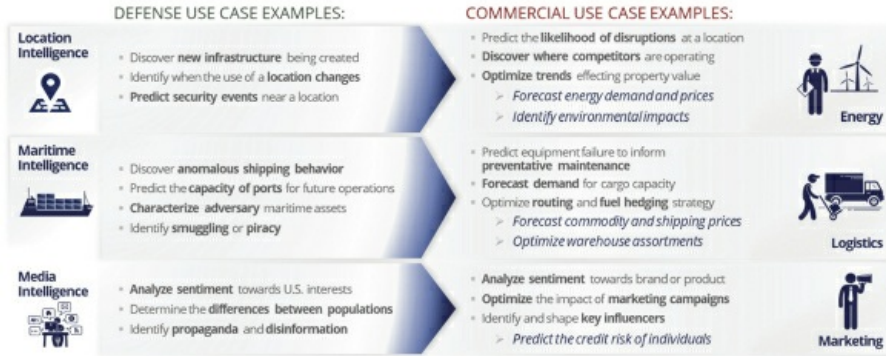 DEFENSE USE CASE EXAMPLES:
COMMERCIAL USE CASE EXAMPLES:
Location
Intelligence
Discover new infrastructure being created
Identify when the use of a location changes
Predict security events near a location
Predict the likelihood of disruptions at a location
Discover where competitors are operating
Optimize trends effecting property value
Forecast energy demand and prices
Identify environmental impacts
Energy
Maritime
Intelligence
Discover anomalous shipping behavior
Predict the capacity of ports for future operations
Characterize adversary maritime assets
Identify smuggling or piracy
Predict equipment failure to inform
preventative maintenance
Forecast demand for cargo capacity
Optimize routing and fuel hedging strategy
Forecast commodity and shipping prices
Optimize warehouse assortments
Logistics
Media
Intelligence
Analyze sentiment towards U.S. interests
Determine the differences between populations
Identify propaganda and disinformation
Analyze sentiment towards brand or product
Optimize the impact of marketing campaigns
Identify and shape key influencers
Predict the credit risk of individuals
Marketing